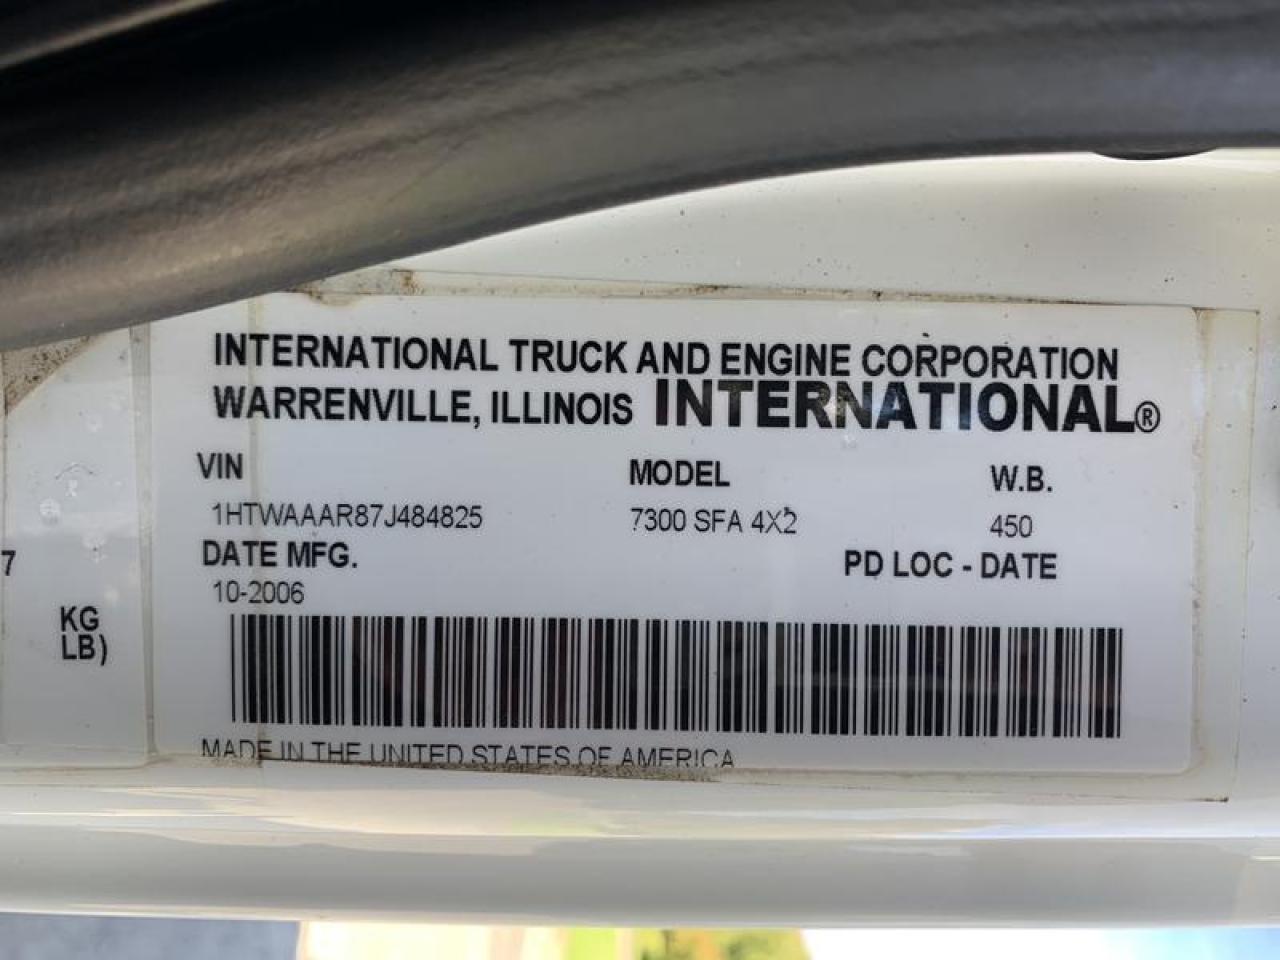 INTERNATIONAL TRUCK AND ENGINE CORPORATION
WARRENVILLE, ILLINOIS INTERNATIONAL®
VIN MODEL W.B.
1HTWAAAR87J484825 7300 SFA 4X2 450
DATE MFG. PD LOC - DATE
10-2006
MADE IN THE UNITED STATES OF AMERICA
7
KG
LB)